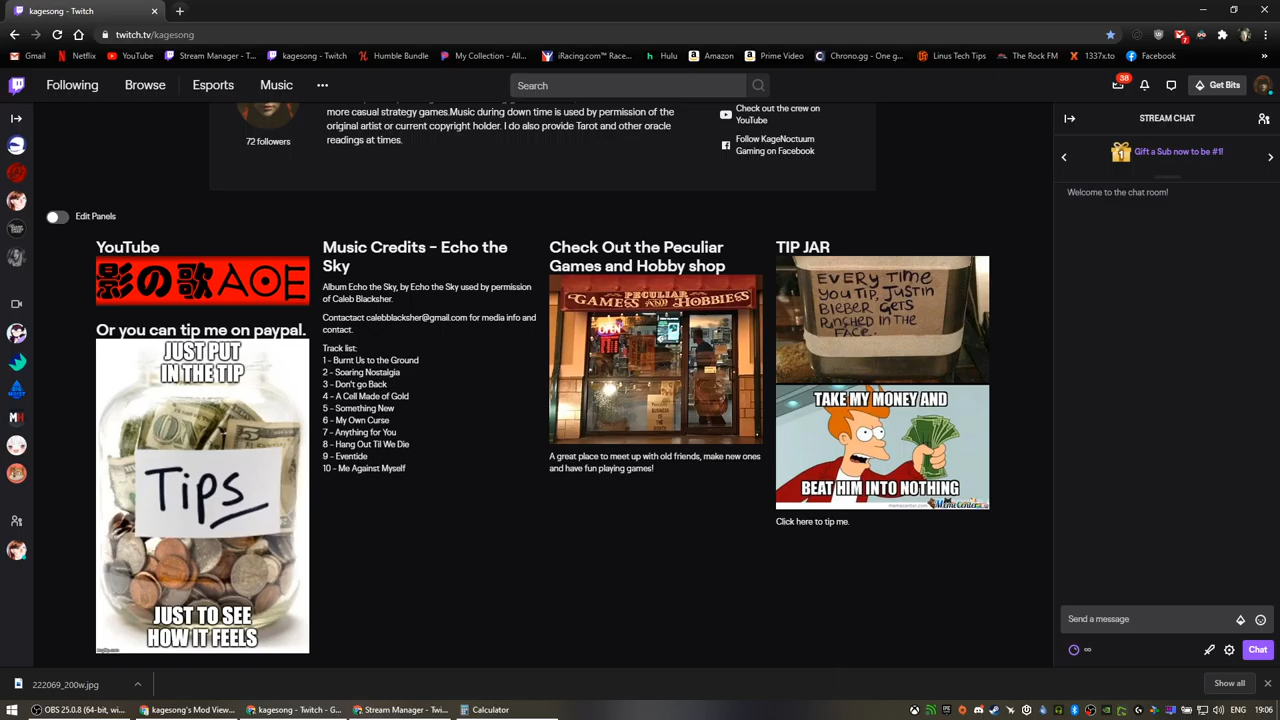 kagesong - Twitch
twitch.tv/kagesong
Gmail
Netflix
YouTube
Stream Manager - T...
kagesong - Twitch
Humble Bundle
My Collection - All...
iRacing.com™ Race...
Hulu
Amazon
Prime Video
Chrono.gg - One g...
Linus Tech Tips
The Rock FM
1337x.to
Facebook
Following
Browse
Esports
Music
Search
38
Get Bits
more casual strategy games.Music during down time is used by permission of the
original artist or current copyright holder. I do also provide Tarot and other oracle
readings at times.
72 followers
Check out the crew on
YouTube
Follow KageNoctuum
Gaming on Facebook
STREAM CHAT
1
Gift a Sub now to be #1!
Welcome to the chat room!
Edit Panels
YouTube
影の歌AOE
Or you can tip me on paypal.
JUST PUT
IN THE TIP
Tips
JUST TO SEE
HOW IT FEELS
imgflip.com
Music Credits - Echo the
Sky
Album Echo the Sky, by Echo the Sky used by permission
of Caleb Blacksher.
Contactact calebblacksher@gmail.com for media info and
contact.
Track list:
1 - Burnt Us to the Ground
2 - Soaring Nostalgia
3 - Don't go Back
4 - A Cell Made of Gold
5 - Something New
6 - My Own Curse
7 - Anything for You
8 - Hang Out Til We Die
9 - Eventide
10 - Me Against Myself
Check Out the Peculiar
Games and Hobby shop
PECULIAR
GAMES AND HOBBIES
OPEN
A great place to meet up with old friends, make new ones
and have fun playing games!
TIP JAR
EVERY TIME
YOU TIP, JUSTIN
BIEBER GETS
PUNCHED IN THE
FACE.
TAKE MY MONEY AND
BEAT HIM INTO NOTHING
memecenter.com
MemeCenter
Click here to tip me.
Send a message
Chat
222069_200w.jpg
Show all
OBS 25.0.8 (64-bit, wi...
kagesong's Mod View...
kagesong - Twitch - G...
Stream Manager - Twi...
Calculator
ENG
19:06